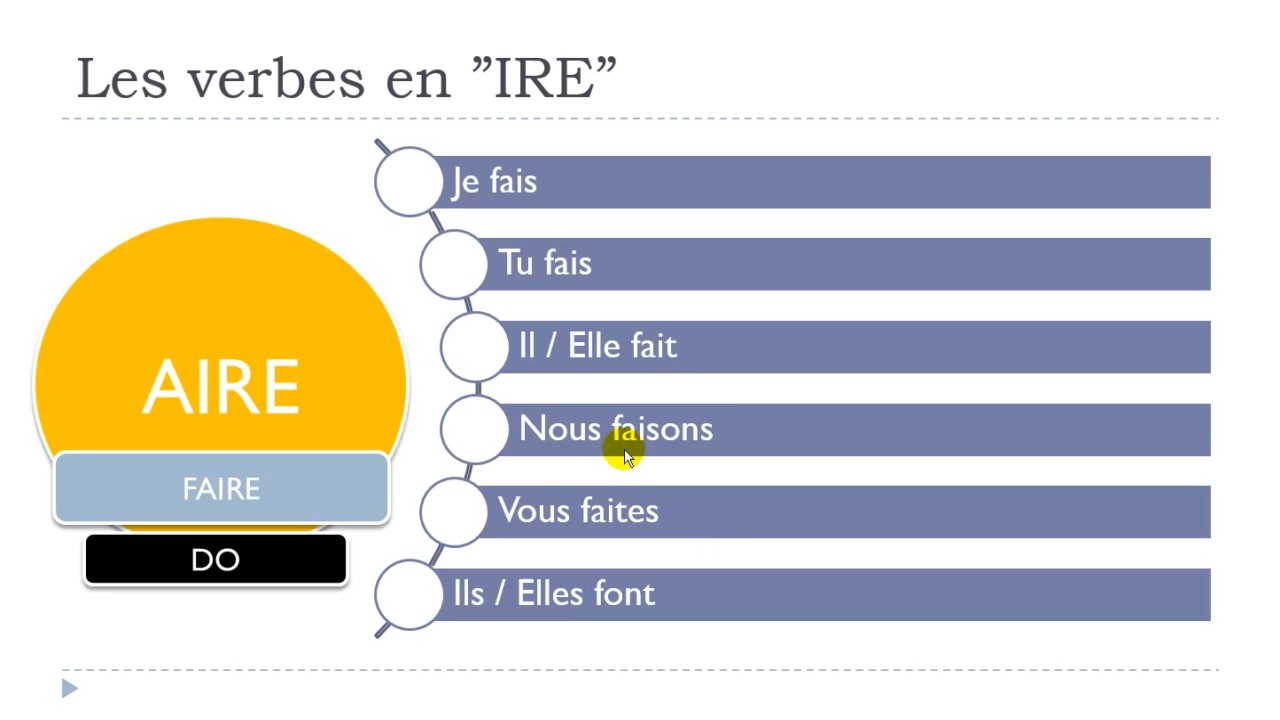 Les verbes en ”IRE”
AIRE
FAIRE
DO
Je fais
Tu fais
Il / Elle fait
Nous faisons
Vous faites
Ils / Elles font